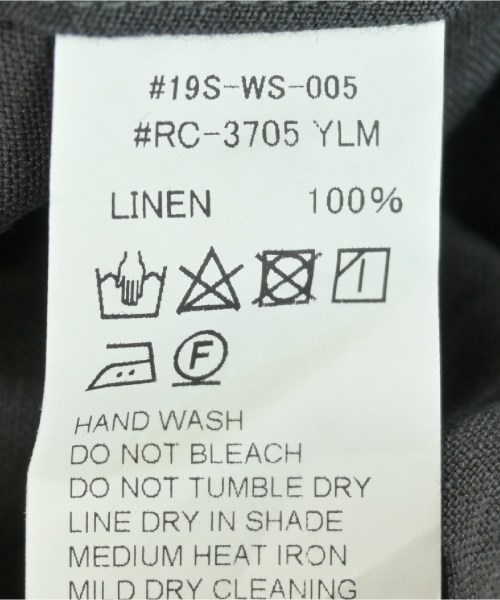 #19S-WS-005
#RC-3705 YLM
LINEN 100%
F
HAND WASH
DO NOT BLEACH
DO NOT TUMBLE DRY
LINE DRY IN SHADE
MEDIUM HEAT IRON
MILD DRY CLEANING